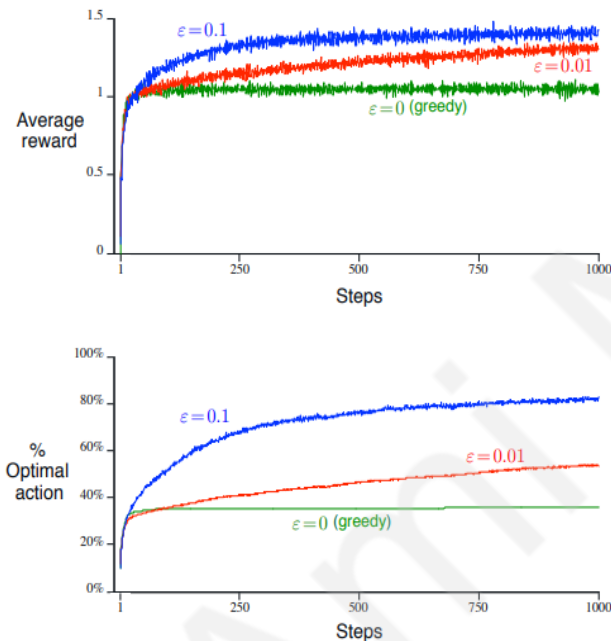 1.5
ε=0.1
ε=0.01
1
ε=0 (greedy)
Average
reward
0.5
0
1
250
500
750
1000
Steps
100%
80%
ε=0.1
%
Optimal
action
60%
ε=0.01
40%
ε=0 (greedy)
20%
0%
1
250
500
750
1000
Steps